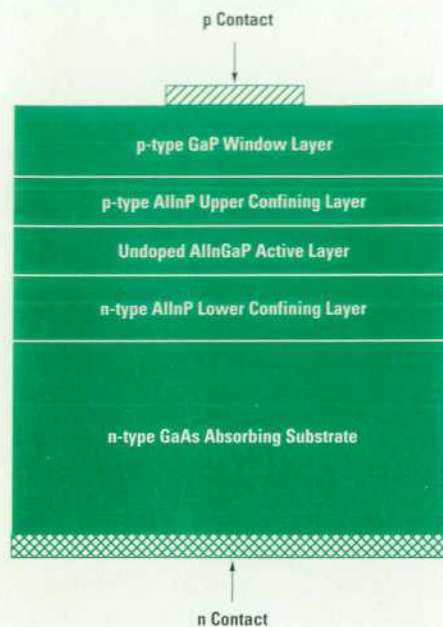 p Contact
p-type GaP Window Layer
p-type AlInP Upper Confining Layer
Undoped AlInGaP Active Layer
n-type AlInP Lower Confining Layer
n-type GaAs Absorbing Substrate
n Contact